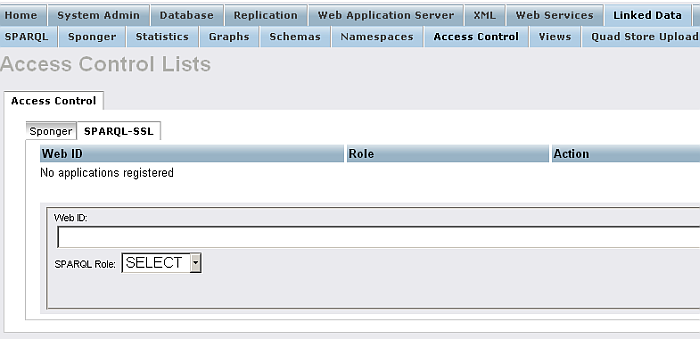 Home System Admin Database Replication Web Application Server XML Web Services Linked Data
SPARQL Sponger Statistics Graphs Schemas Namespaces Access Control Views Quad Store Upload
Access Control Lists
Access Control
Sponger SPARQL-SSL
Web ID Role Action
No applications registered
Web ID:
SPARQL Role: SELECT